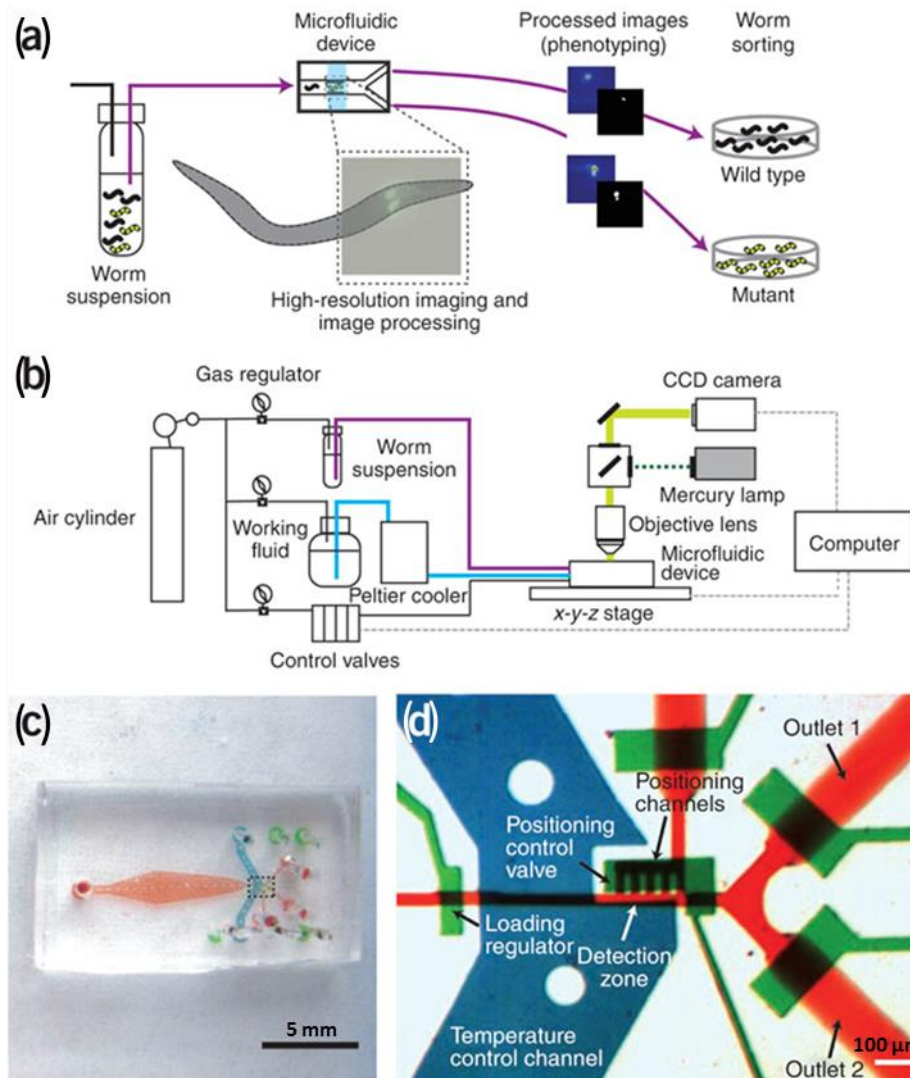 (a)
Microfluidic
device
Processed images
(phenotyping)
Worm
sorting
Wild type
Mutant
Worm
suspension
High-resolution imaging and
image processing
(b)
Gas regulator
CCD camera
Worm
suspension
Mercury lamp
Air cylinder
Working
fluid
Objective lens
Computer
Microfluidic
device
Peltier cooler
x-y-z stage
Control valves
(c)
5 mm
(d)
Outlet 1
Positioning
channels
Positioning
control
valve
Loading
regulator
Detection
zone
Temperature
control channel
Outlet 2
100 µm